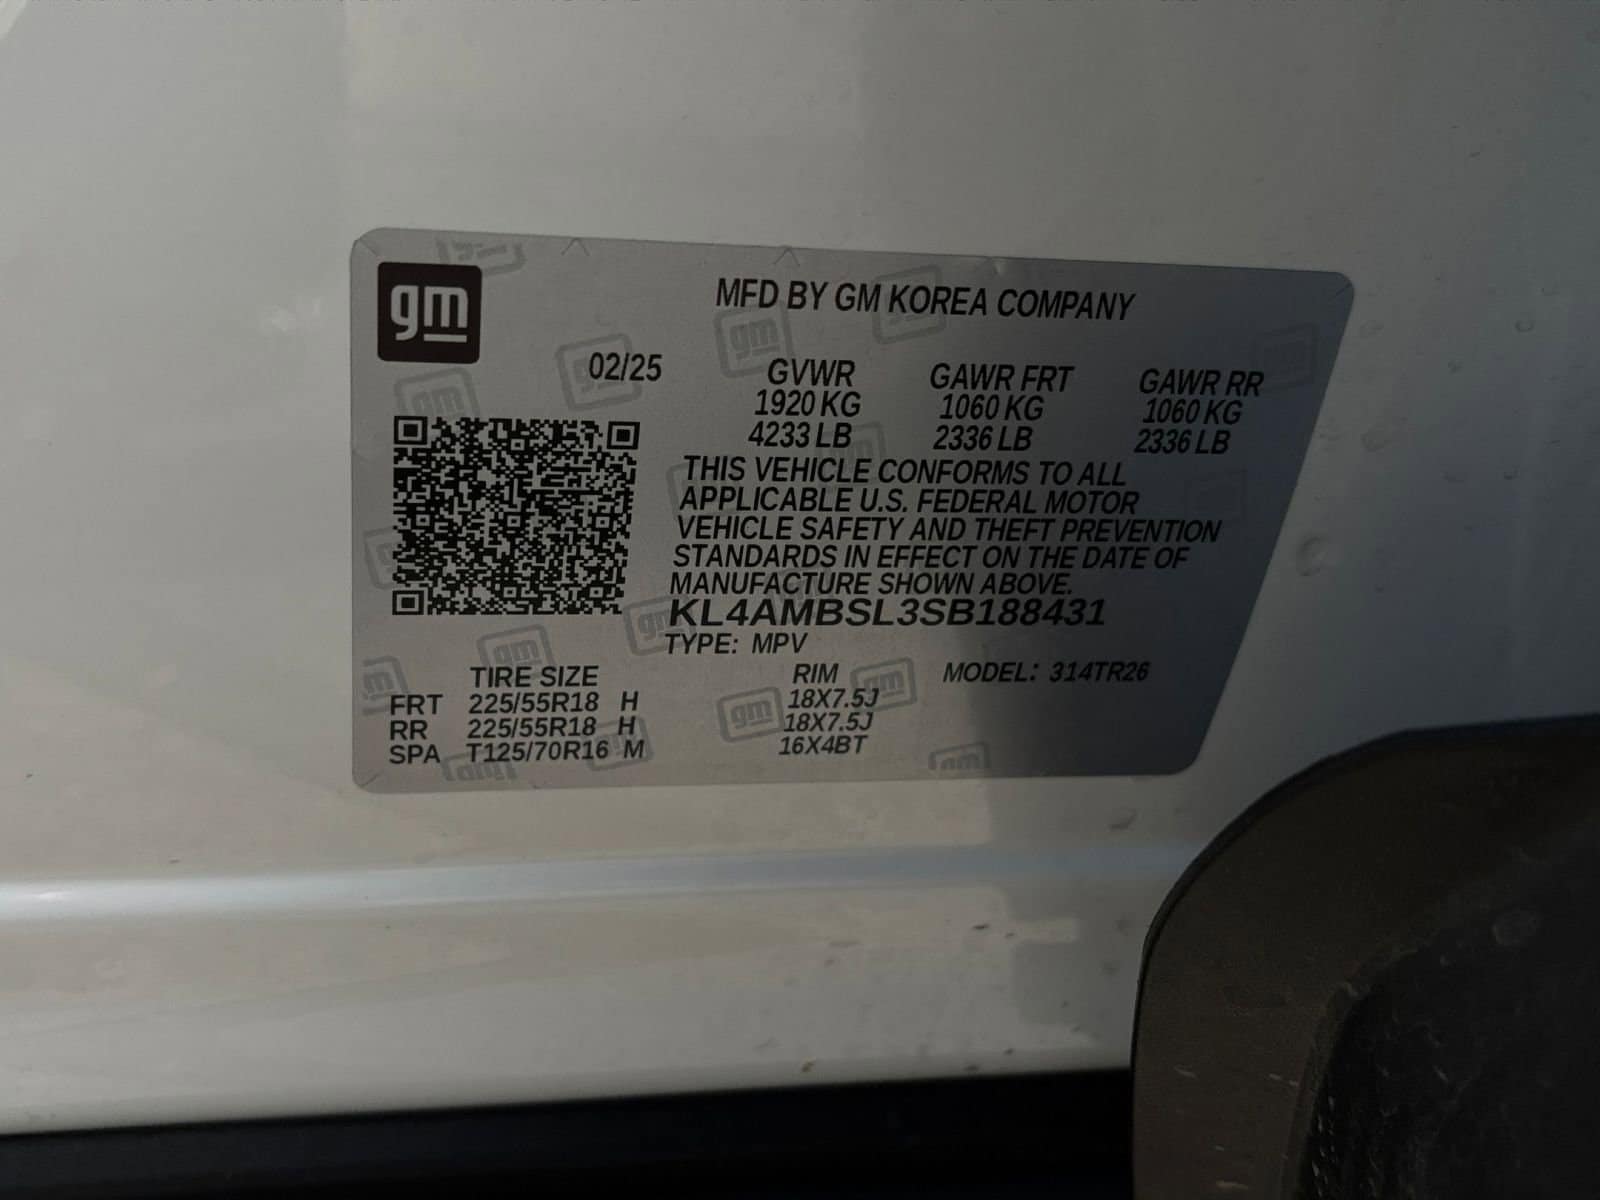 gm
MFD BY GM KOREA COMPANY
02/25 GVWR GAWR FRT GAWR RR
1920 KG 1060 KG 1060 KG
4233 LB 2336 LB 2336 LB
THIS VEHICLE CONFORMS TO ALL
APPLICABLE U.S. FEDERAL MOTOR
VEHICLE SAFETY AND THEFT PREVENTION
STANDARDS IN EFFECT ON THE DATE OF
MANUFACTURE SHOWN ABOVE.
KL4AMBSL3SB188431
TYPE: MPV
TIRE SIZE RIM MODEL: 314TR26
FRT 225/55R18 H 18X7.5J
RR 225/55R18 H 18X7.5J
SPA T125/70R16 M 16X4BT